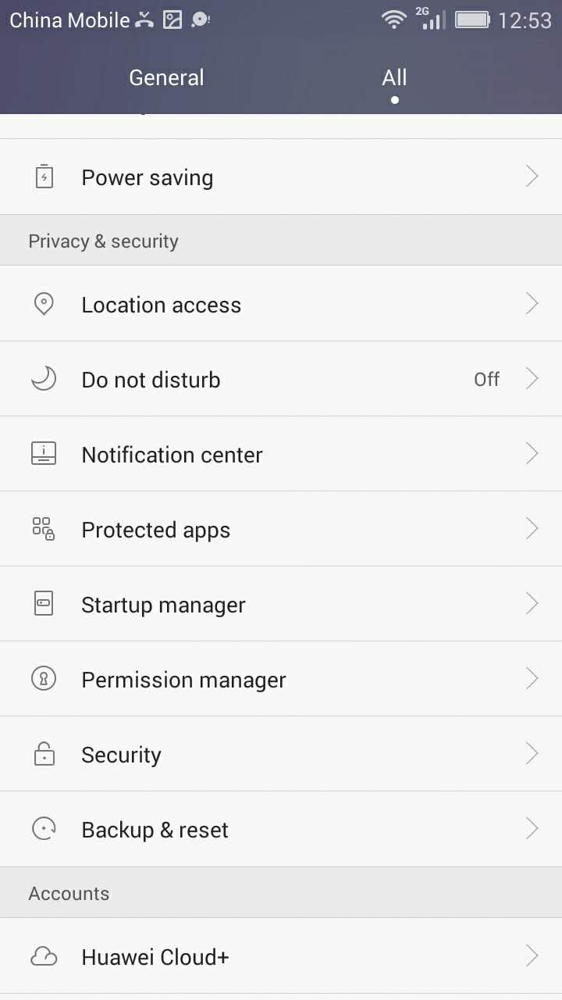 China Mobile 2G 12:53
General All
Power saving
Privacy & security
Location access
Do not disturb Off
Notification center
Protected apps
Startup manager
Permission manager
Security
Backup & reset
Accounts
Huawei Cloud+